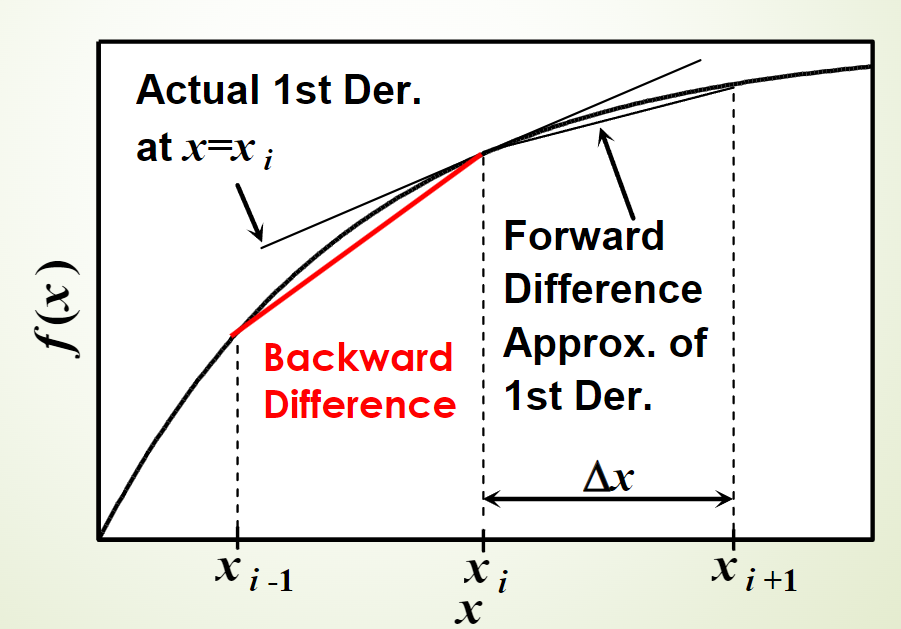 Actual 1st Der.
at x=x i
f(x)
Forward
Difference
Approx. of
1st Der.
Backward
Difference
Δx
x i -1
x i
x i +1
x